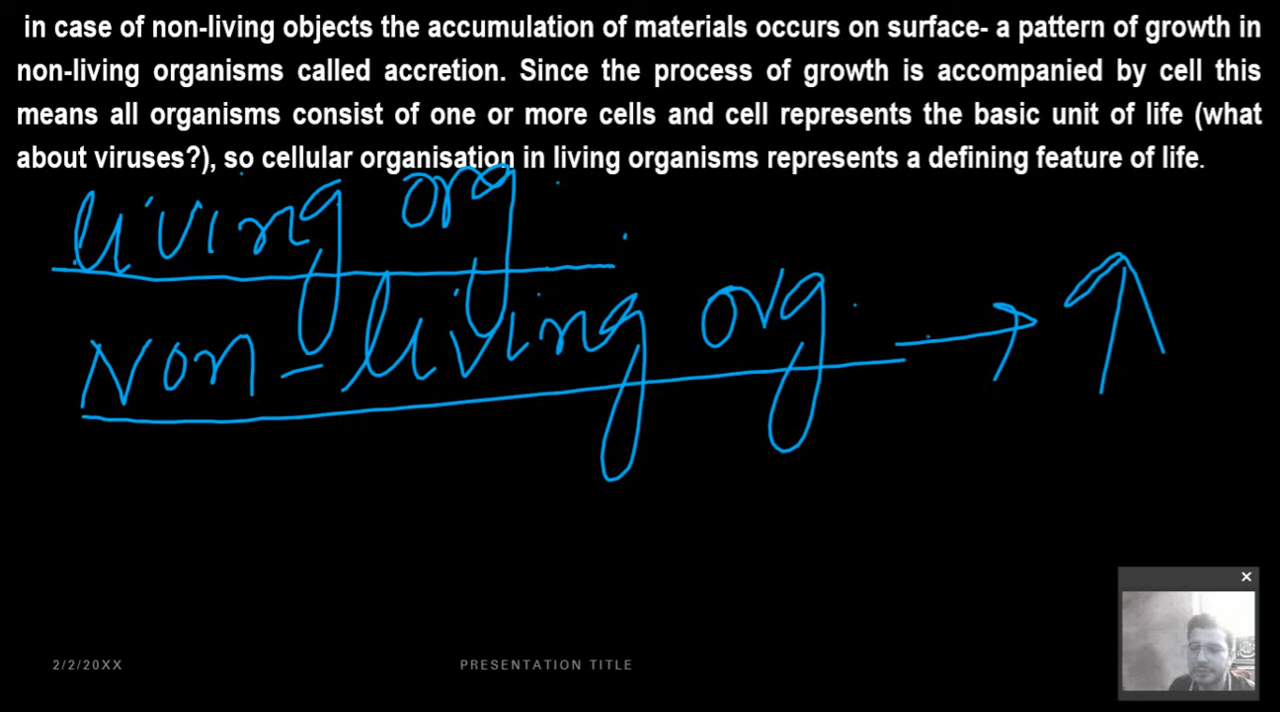 in case of non-living objects the accumulation of materials occurs on surface- a pattern of growth in
non-living organisms called accretion. Since the process of growth is accompanied by cell this
means all organisms consist of one or more cells and cell represents the basic unit of life (what
about viruses?), so cellular organisation in living organisms represents a defining feature of life.
living org
Non-living org → ↑
2/2/20XX
PRESENTATION TITLE